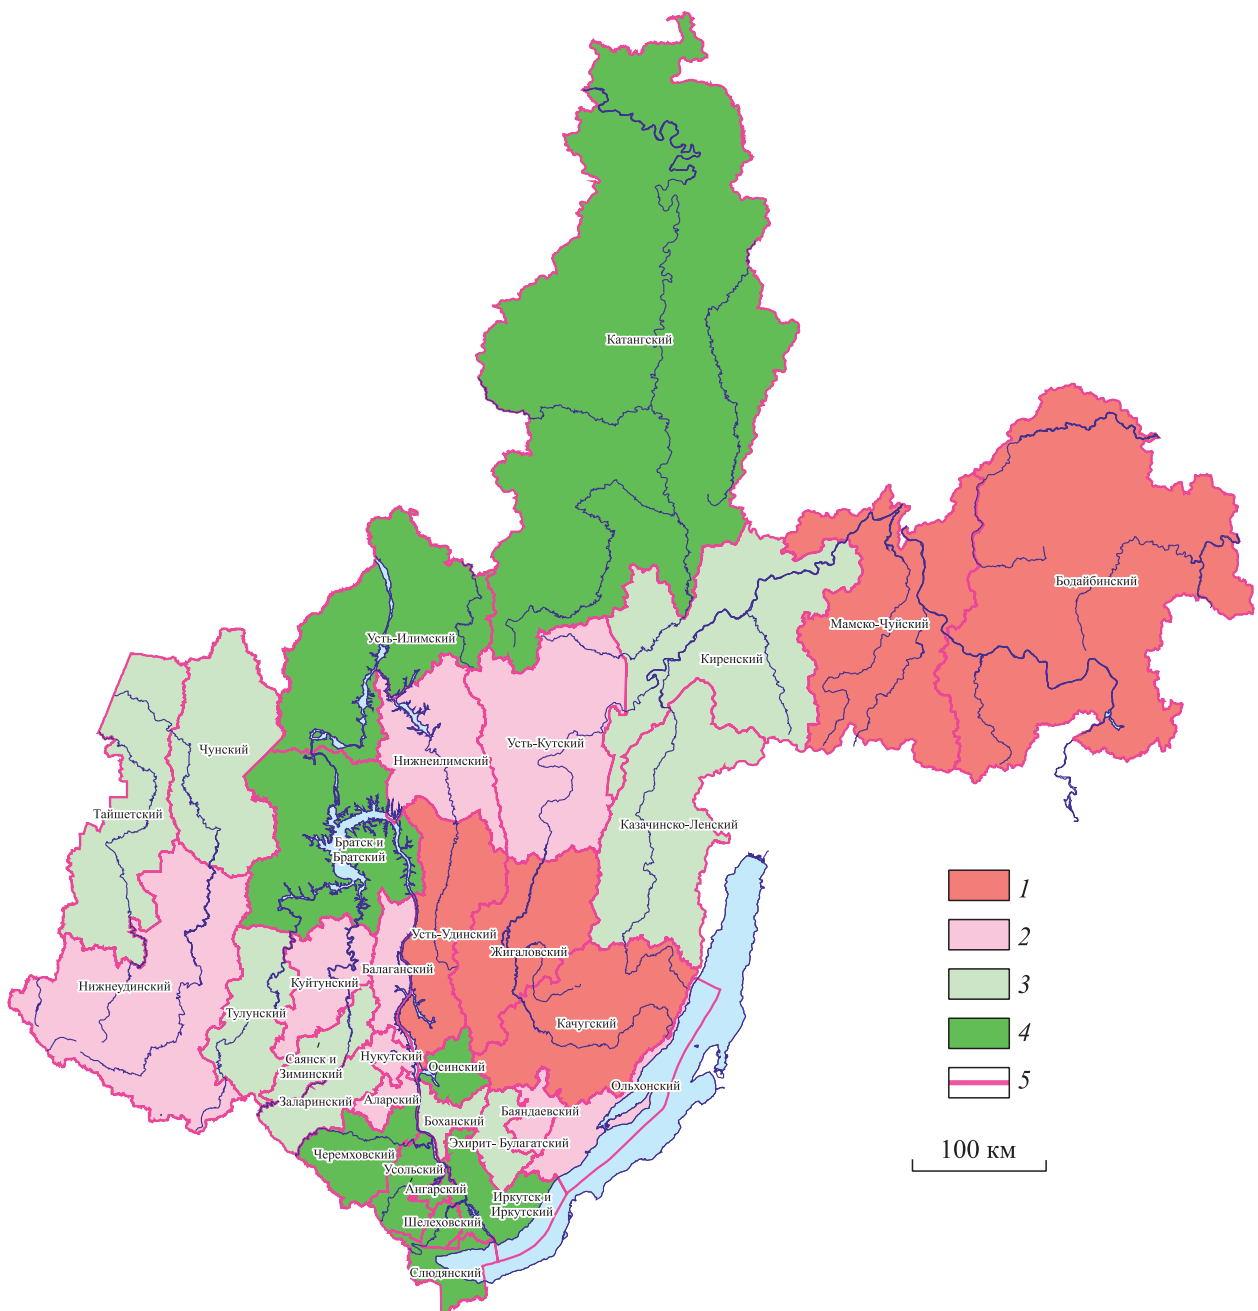 Катангский
Бодайбинский
Мамско-Чуйский
Усть-Илимский
Киренский
Усть-Кутский
Чунский
Нижнеилимский
Тайшетский
Казачинско-Ленский
Братск и
Братский
1
2
Усть-Удинский
Жигаловский
Балаганский
3
Нижнеудинский
Куйтунский
Тулунский
Качугский
4
Нукутский
Саянск и
Зиминский
Осинский
Ольхонский
5
Заларинский
Аларский
Баяндаевский
Боханский
Эхирит- Булагатский
100 км
Черемховский
Усольский
Ангарский
Иркутск и
Иркутский
Шелеховский
Слюдянский